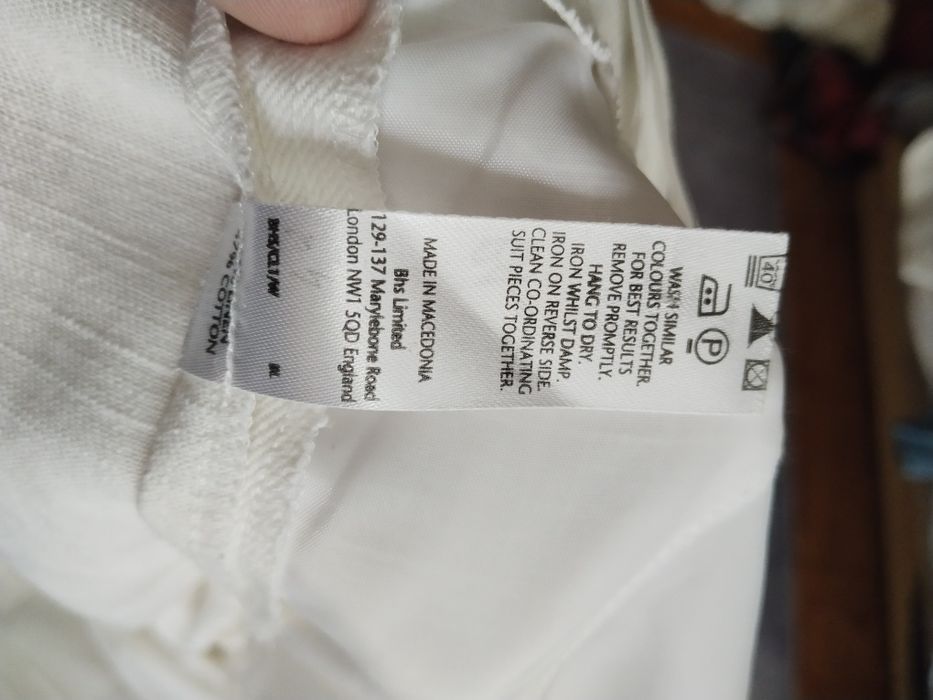 40
P
WASH SIMILAR
COLOURS TOGETHER.
FOR BEST RESULTS
REMOVE PROMPTLY.
HANG TO DRY.
IRON WHILST DAMP.
IRON ON REVERSE SIDE.
CLEAN CO-ORDINATING
SUIT PIECES TOGETHER.
MADE IN MACEDONIA
Bhs Limited
129-137 Marylebone Road
London NW1 5QD England
COTTON